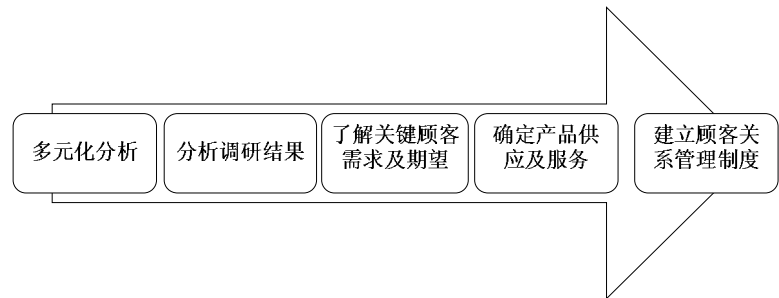 多元化分析
分析调研结果
了解关键顾客
需求及期望
确定产品供
应及服务
建立顾客关
系管理制度